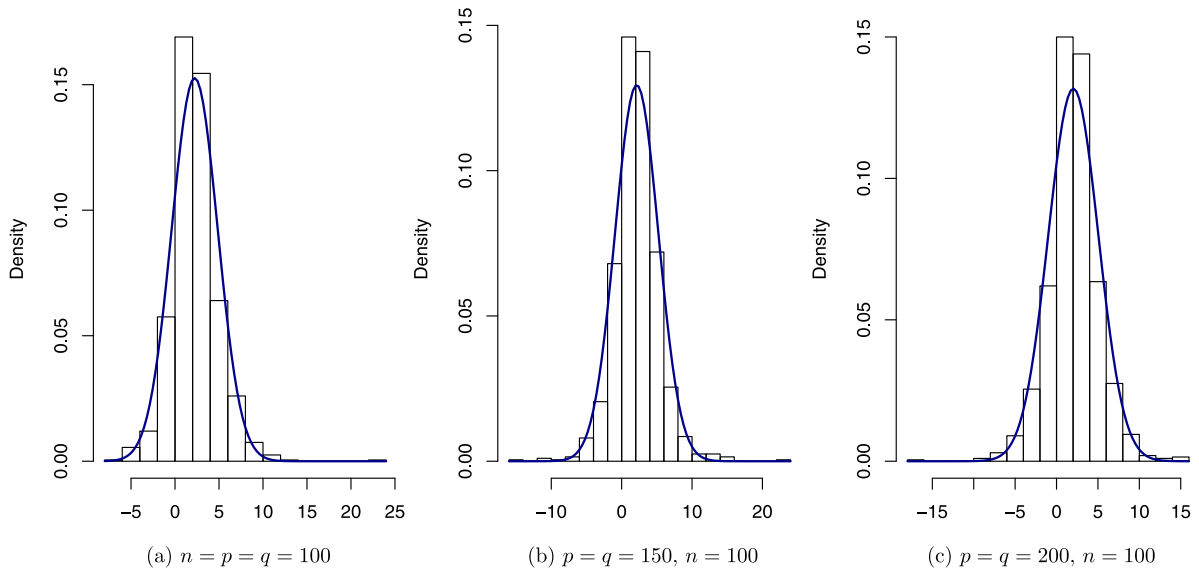 Density
0.00 0.05 0.10 0.15
−5 0 5 10 15 20 25
(a) n = p = q = 100
Density
0.00 0.05 0.10 0.15
−10 0 10 20
(b) p = q = 150, n = 100
Density
0.00 0.05 0.10 0.15
−15 −5 0 5 10 15
(c) p = q = 200, n = 100